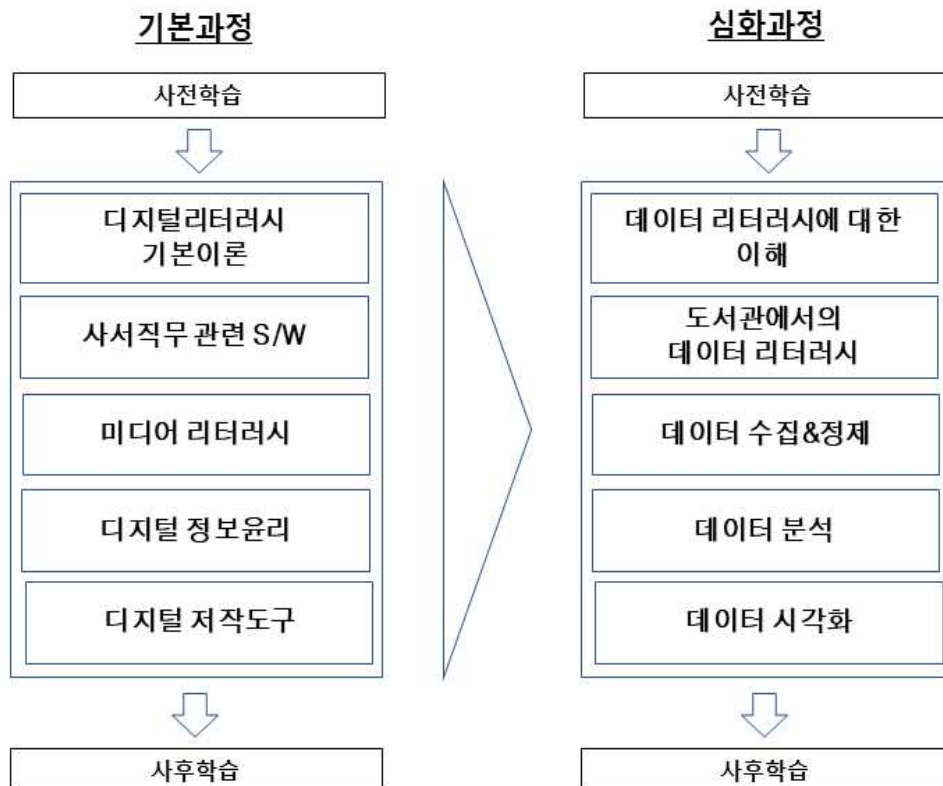 기본과정
사전학습
디지털리터러시
기본이론
사서직무 관련 S/W
미디어 리터러시
디지털 정보윤리
디지털 저작도구
사후학습
심화과정
사전학습
데이터 리터러시에 대한
이해
도서관에서의
데이터 리터러시
데이터 수집&정제
데이터 분석
데이터 시각화
사후학습